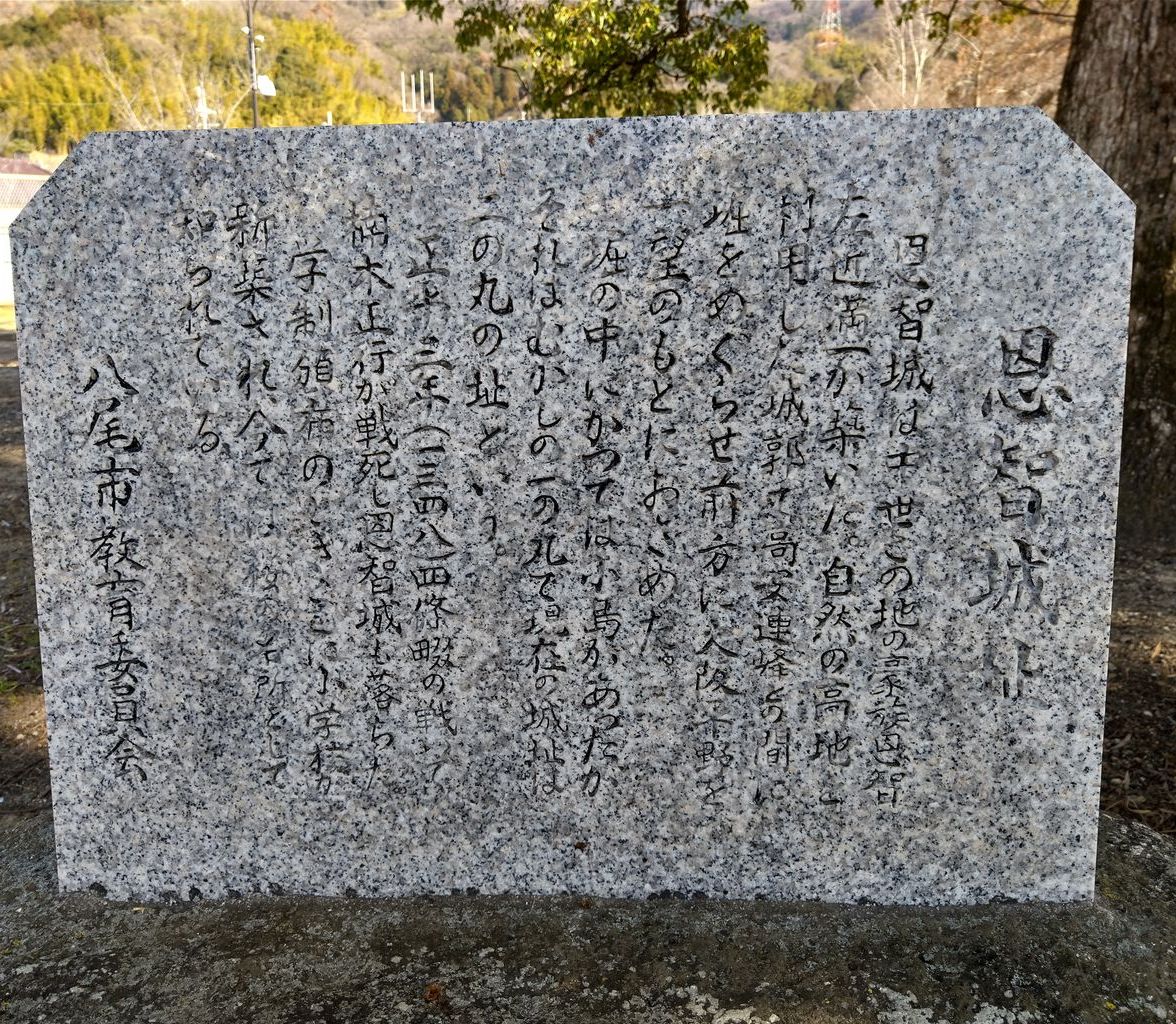 恩智城址
恩智城は士世この地の豪族恩智
左近満一が築いた。自然の高地を
利用した城郭で高安連峰との間に
堀をめぐらせ前方に大阪平野を
一望のもとにおさめた。
堀の中にかつては小島があったが
それはむかしの一の丸で現在の城址は
二の丸の址という。
正平三年（一三四八）四條畷の戦いで
楠木正行が戦死し恩智城も落ちた。
学制頒布のさきに小学校が
新築され今では桜の名所として
知られている
八尾市教育委員会